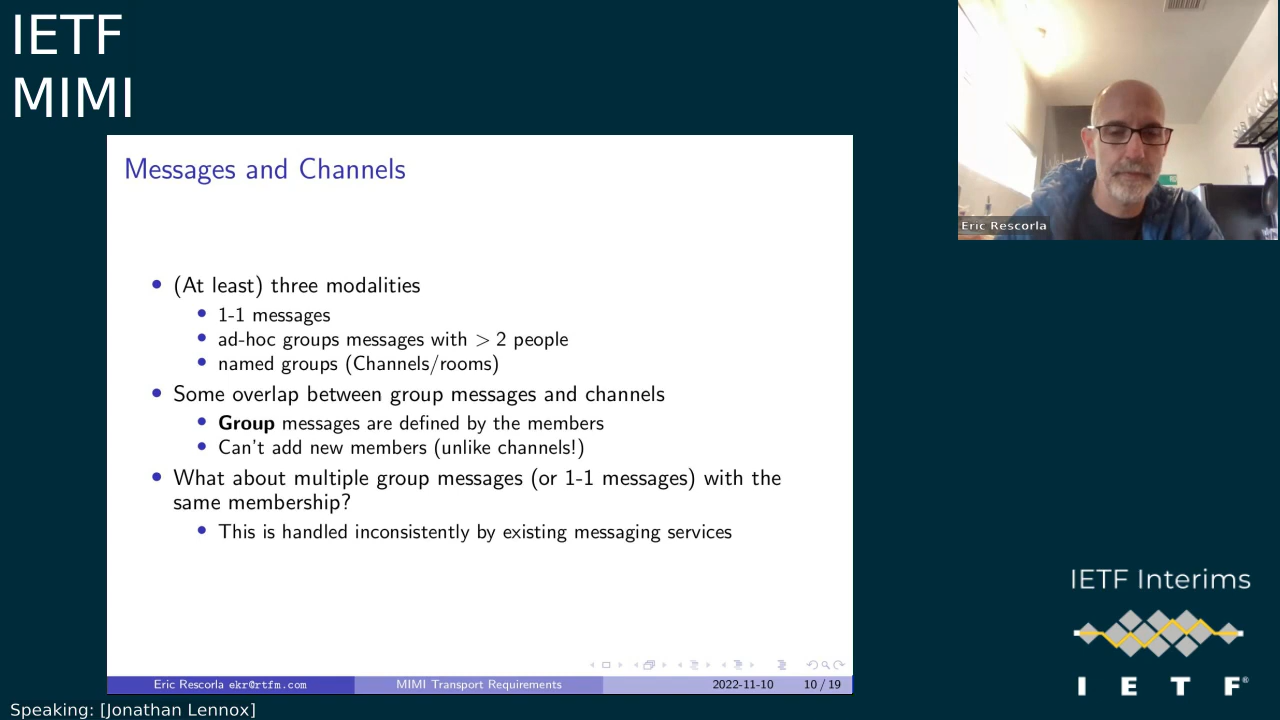 IETF
MIMI
Messages and Channels
(At least) three modalities
1-1 messages
ad-hoc groups messages with > 2 people
named groups (Channels/rooms)
Some overlap between group messages and channels
Group messages are defined by the members
Can't add new members (unlike channels!)
What about multiple group messages (or 1-1 messages) with the
same membership?
This is handled inconsistently by existing messaging services
Eric Rescorla ekr@rtfm.com
MIMI Transport Requirements
2022-11-10
10 / 19
Eric Rescorla
IETF Interims
I E T F®
Speaking: [Jonathan Lennox]